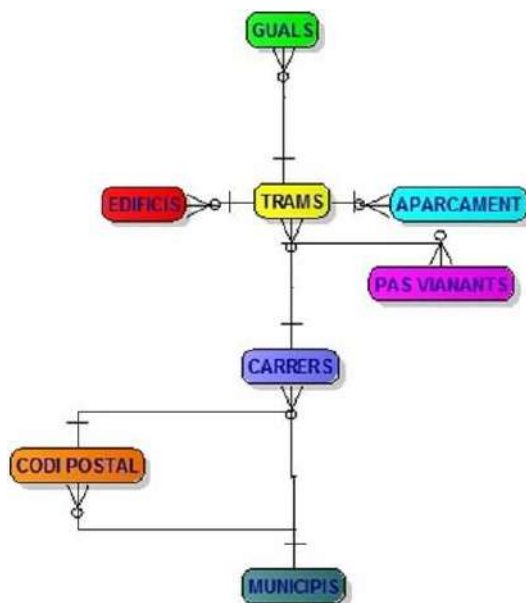 GUALS
EDIFICIS
TRAMS
APARCAMENT
PAS VIANANTS
CARRERS
CODI POSTAL
MUNICIPIS